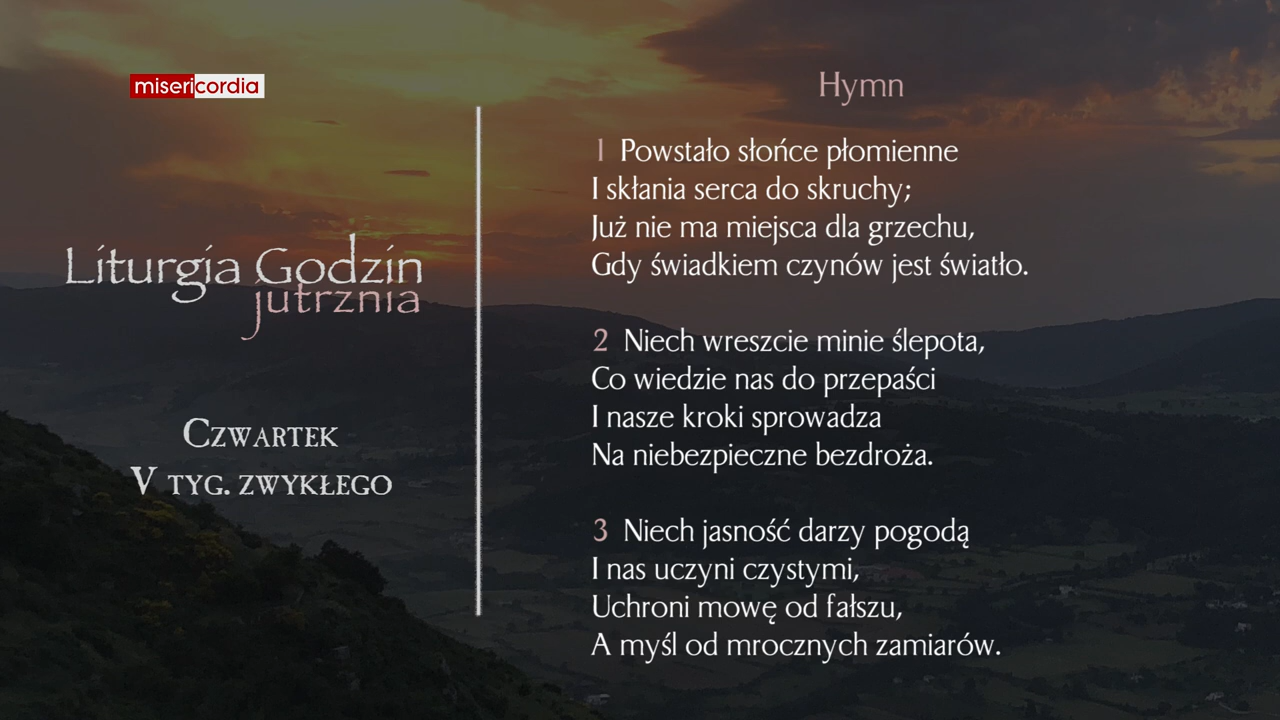 misericordia
Liturgia Godzin
jutrznia
Czwartek
V tyg. zwykłego
Hymn
1 Powstało słońce płomienne
I skłania serca do skruchy;
Już nie ma miejsca dla grzechu,
Gdy świadkiem czynów jest światło.
2 Niech wreszcie minie ślepota,
Co wiedzie nas do przepaści
I nasze kroki sprowadza
Na niebezpieczne bezdroża.
3 Niech jasność darzy pogodą
I nas uczyni czystymi,
Uchroni mowę od fałszu,
A myśl od mrocznych zamiarów.